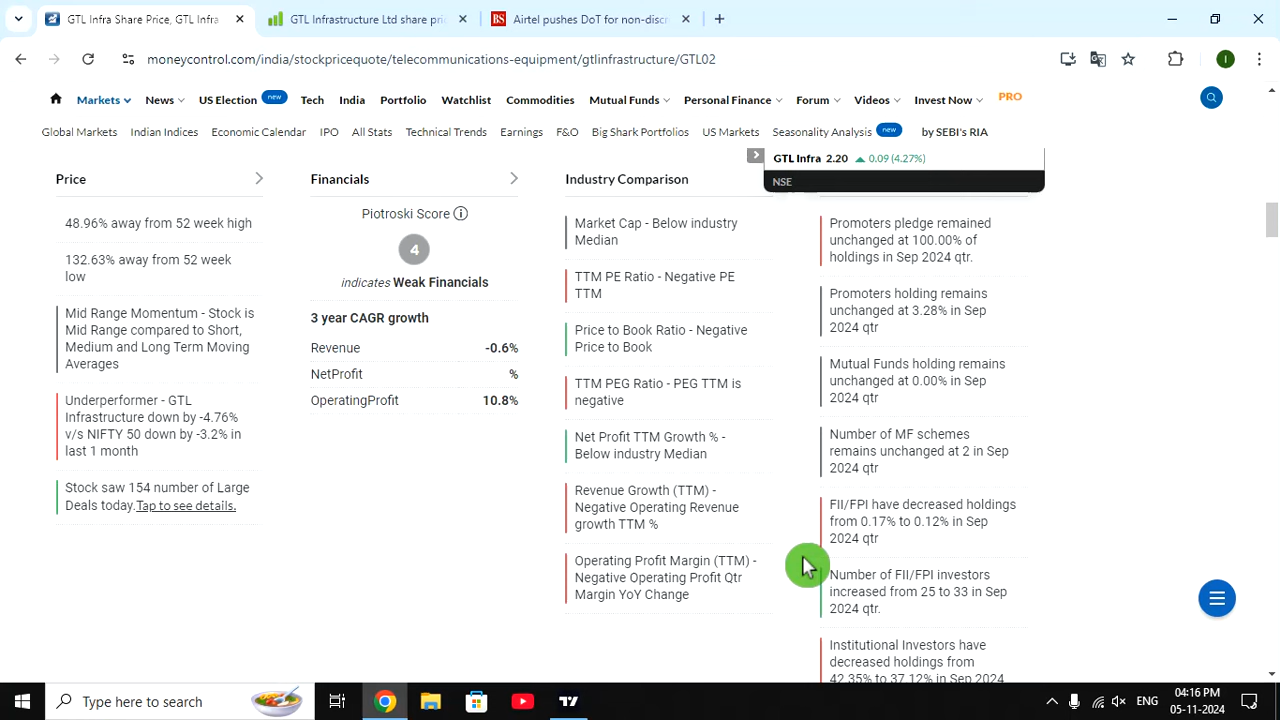 GTL Infra Share Price, GTL Infra
GTL Infrastructure Ltd share pri
Airtel pushes DoT for non-discr
moneycontrol.com/india/stockpricequote/telecommunications-equipment/gtlinfrastructure/GTL02
I
Markets News US Election new Tech India Portfolio Watchlist Commodities Mutual Funds Personal Finance Forum Videos Invest Now PRO
Global Markets Indian Indices Economic Calendar IPO All Stats Technical Trends Earnings F&O Big Shark Portfolios US Markets Seasonality Analysis new by SEBI's RIA
GTL Infra 2.20 0.09 (4.27%)
NSE
Price
48.96% away from 52 week high
132.63% away from 52 week
low
Mid Range Momentum - Stock is
Mid Range compared to Short,
Medium and Long Term Moving
Averages
Underperformer - GTL
Infrastructure down by -4.76%
v/s NIFTY 50 down by -3.2% in
last 1 month
Stock saw 154 number of Large
Deals today.Tap to see details.
Financials
Piotroski Score
4
indicates Weak Financials
3 year CAGR growth
Revenue -0.6%
NetProfit %
OperatingProfit 10.8%
Industry Comparison
Market Cap - Below industry
Median
TTM PE Ratio - Negative PE
TTM
Price to Book Ratio - Negative
Price to Book
TTM PEG Ratio - PEG TTM is
negative
Net Profit TTM Growth % -
Below industry Median
Revenue Growth (TTM) -
Negative Operating Revenue
growth TTM %
Operating Profit Margin (TTM) -
Negative Operating Profit Qtr
Margin YoY Change
Promoters pledge remained
unchanged at 100.00% of
holdings in Sep 2024 qtr.
Promoters holding remains
unchanged at 3.28% in Sep
2024 qtr
Mutual Funds holding remains
unchanged at 0.00% in Sep
2024 qtr
Number of MF schemes
remains unchanged at 2 in Sep
2024 qtr
FII/FPI have decreased holdings
from 0.17% to 0.12% in Sep
2024 qtr
Number of FII/FPI investors
increased from 25 to 33 in Sep
2024 qtr.
Institutional Investors have
decreased holdings from
42.35% to 37.12% in Sep 2024
Type here to search
ENG
04:16 PM
05-11-2024